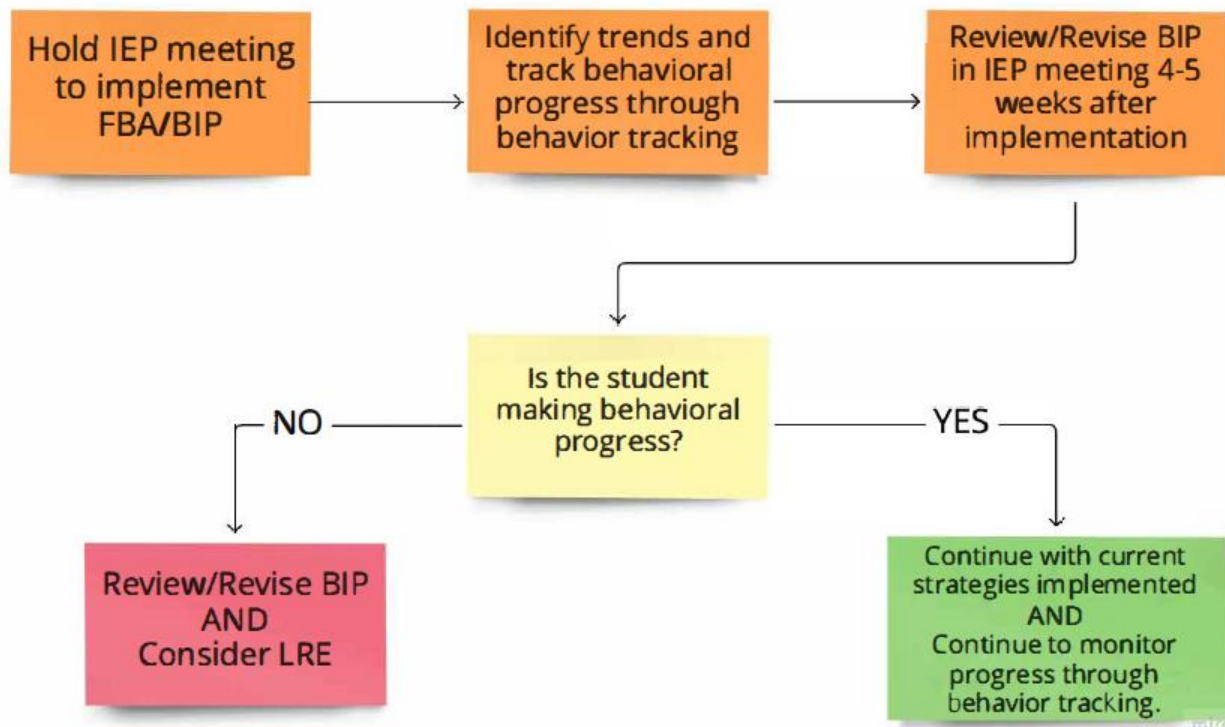 Hold IEP meeting
to implement
FBA/BIP
Identify trends and
track behavioral
progress through
behavior tracking
Review/Revise BIP
in IEP meeting 4-5
weeks after
implementation
Is the student
making behavioral
progress?
NO
YES
Review/Revise BIP
AND
Consider LRE
Continue with current
strategies implemented
AND
Continue to monitor
progress through
behavior tracking.